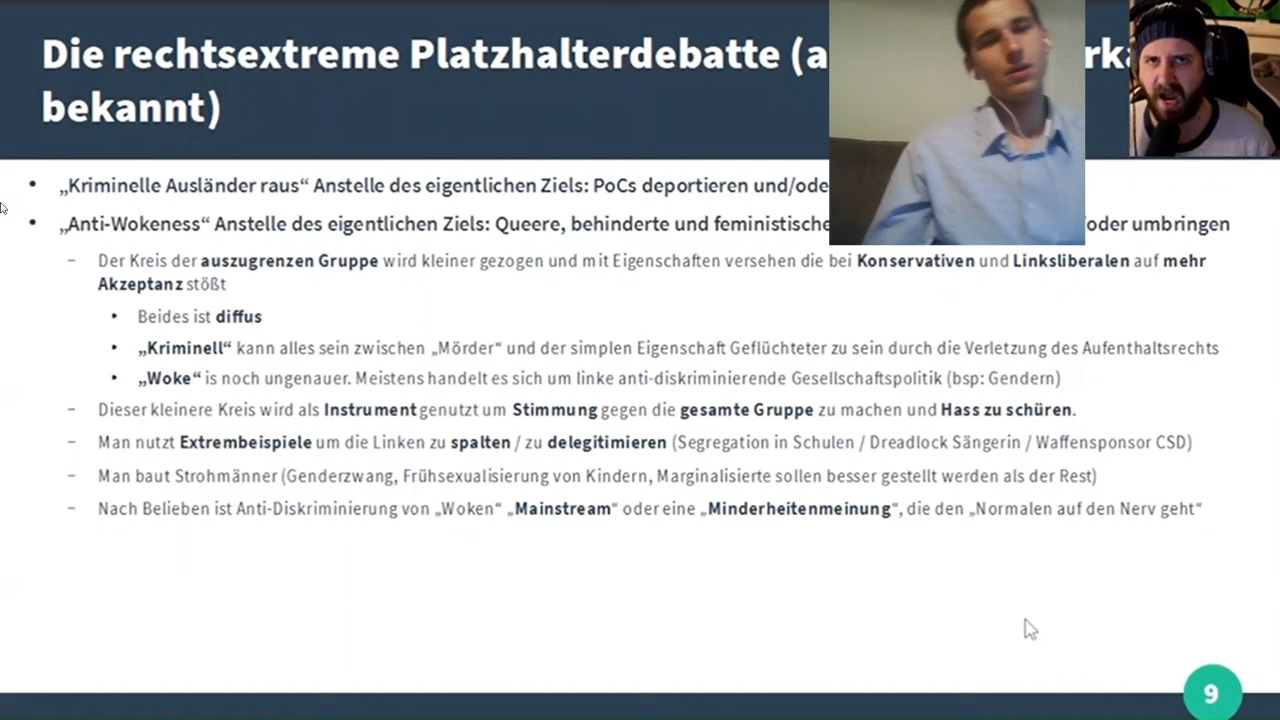 Die rechtsextreme Platzhalterdebatte (a
bekannt)
• „Kriminelle Ausländer raus“ Anstelle des eigentlichen Ziels: PoCs deportieren und/ode
• „Anti-Wokeness“ Anstelle des eigentlichen Ziels: Queere, behinderte und feministische /oder umbringen
– Der Kreis der auszugrenzen Gruppe wird kleiner gezogen und mit Eigenschaften versehen die bei Konservativen und Linksliberalen auf mehr
Akzeptanz stößt
• Beides ist diffus
• „Kriminell“ kann alles sein zwischen „Mörder“ und der simplen Eigenschaft Geflüchteter zu sein durch die Verletzung des Aufenthaltsrechts
• „Woke“ is noch ungenauer. Meistens handelt es sich um linke anti-diskriminierende Gesellschaftspolitik (bsp: Gendern)
– Dieser kleinere Kreis wird als Instrument genutzt um Stimmung gegen die gesamte Gruppe zu machen und Hass zu schüren.
– Man nutzt Extrembeispiele um die Linken zu spalten / zu delegitimieren (Segregation in Schulen / Dreadlock Sängerin / Waffensponsor CSD)
– Man baut Strohmänner (Genderzwang, Frühsexualisierung von Kindern, Marginalisierte sollen besser gestellt werden als der Rest)
– Nach Belieben ist Anti-Diskriminierung von „Woken“ „Mainstream“ oder eine „Minderheitenmeinung“, die den „Normalen auf den Nerv geht“
9